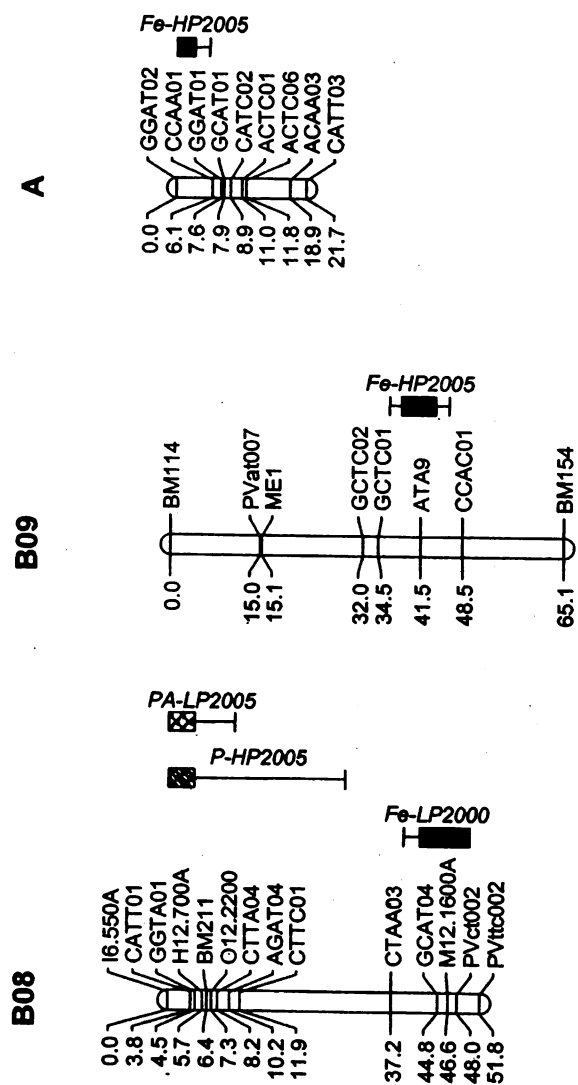 B08
0.0 I6.550A
3.8 CATT01
4.5 GGTA01
5.7 H12.700A
6.4 BM211
7.3 O12.2200
8.2 CTTA04
10.2 AGAT04
11.9 CTTC01
37.2 CTAA03
44.8 GCAT04
46.6 M12.1600A
48.0 PVct002
51.8 PVttc002
Fe-LP2000
P-HP2005
PA-LP2005
B09
0.0 BM114
15.0 PVat007
15.1 ME1
32.0 GCTC02
34.5 GCTC01
41.5 ATA9
48.5 CCAC01
65.1 BM154
Fe-HP2005
A
0.0 GGAT02
6.1 CCAA01
7.6 GGAT01
7.9 GCAT01
8.9 CATC02
11.0 ACTC01
11.8 ACTC06
18.9 ACAA03
21.7 CATT03
Fe-HP2005